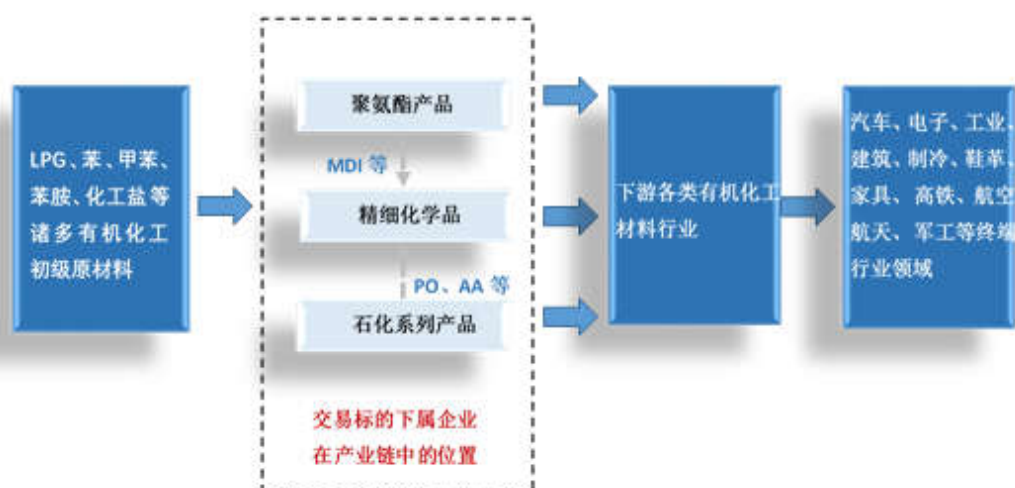 LPG、苯、甲苯、
苯胺、化工盐等
诸多有机化工
初级原材料
聚氨酯产品
MDI 等
精细化学品
PO、AA 等
石化系列产品
交易标的下属企业
在产业链中的位置
下游各类有机化工
材料行业
汽车、电子、工业、
建筑、制冷、鞋革、
家具、高铁、航空
航天、军工等终端
行业领域